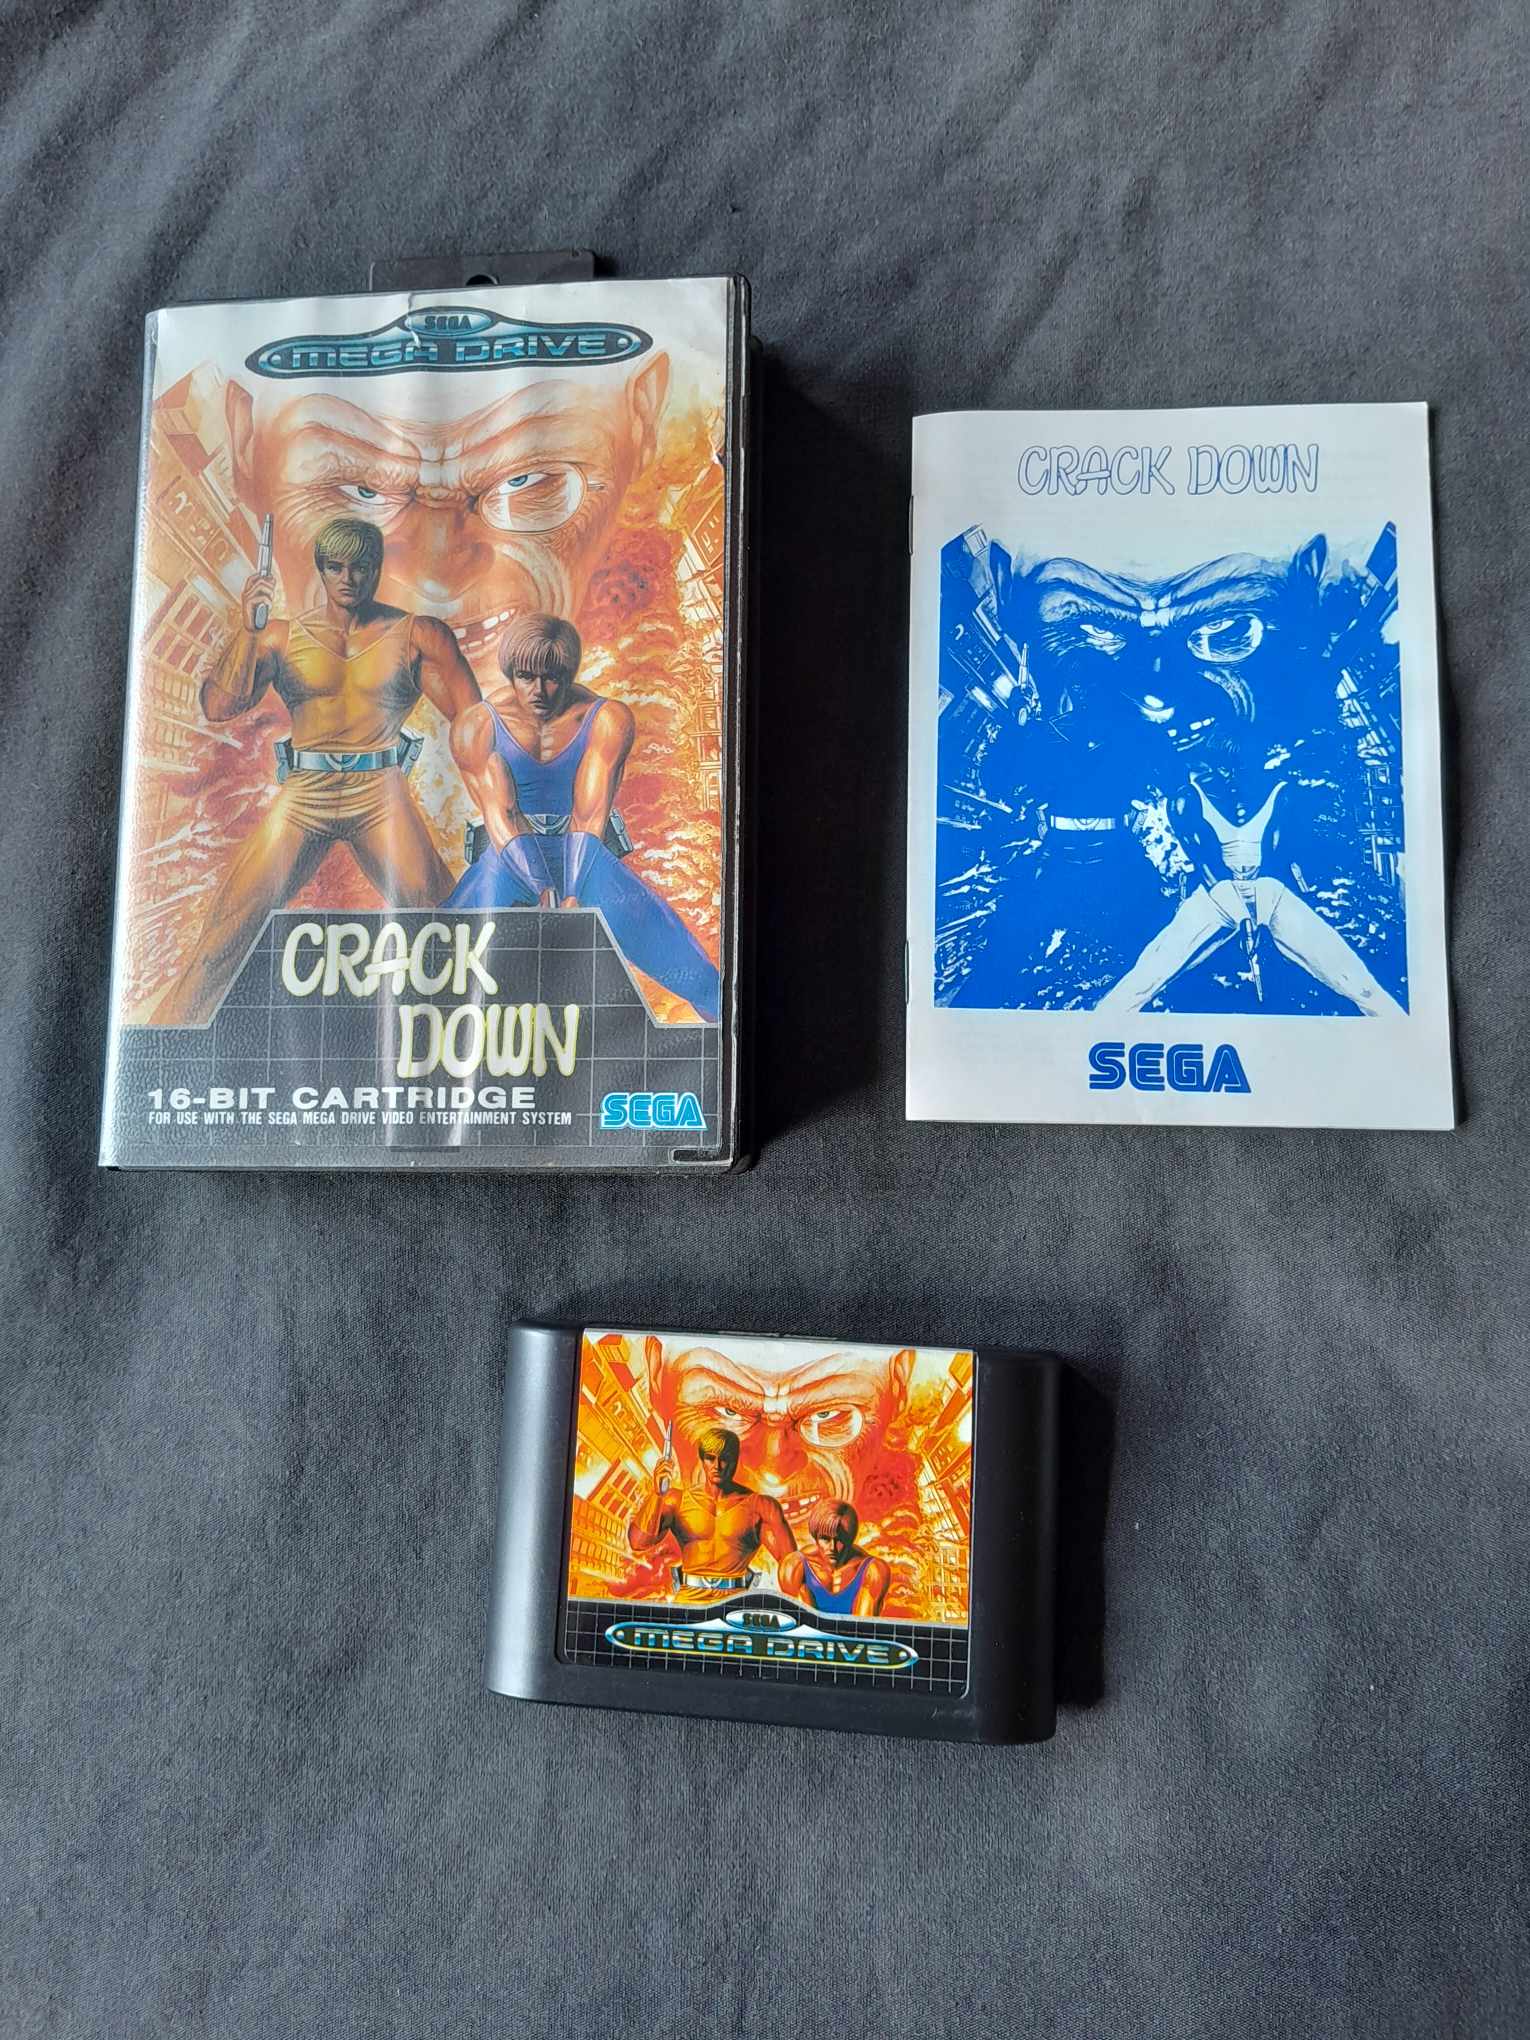 SEGA
MEGA DRIVE
CRACK
DOWN
16-BIT CARTRIDGE
FOR USE WITH THE SEGA MEGA DRIVE VIDEO ENTERTAINMENT SYSTEM
SEGA
CRACK DOWN
SEGA
SEGA
MEGA DRIVE